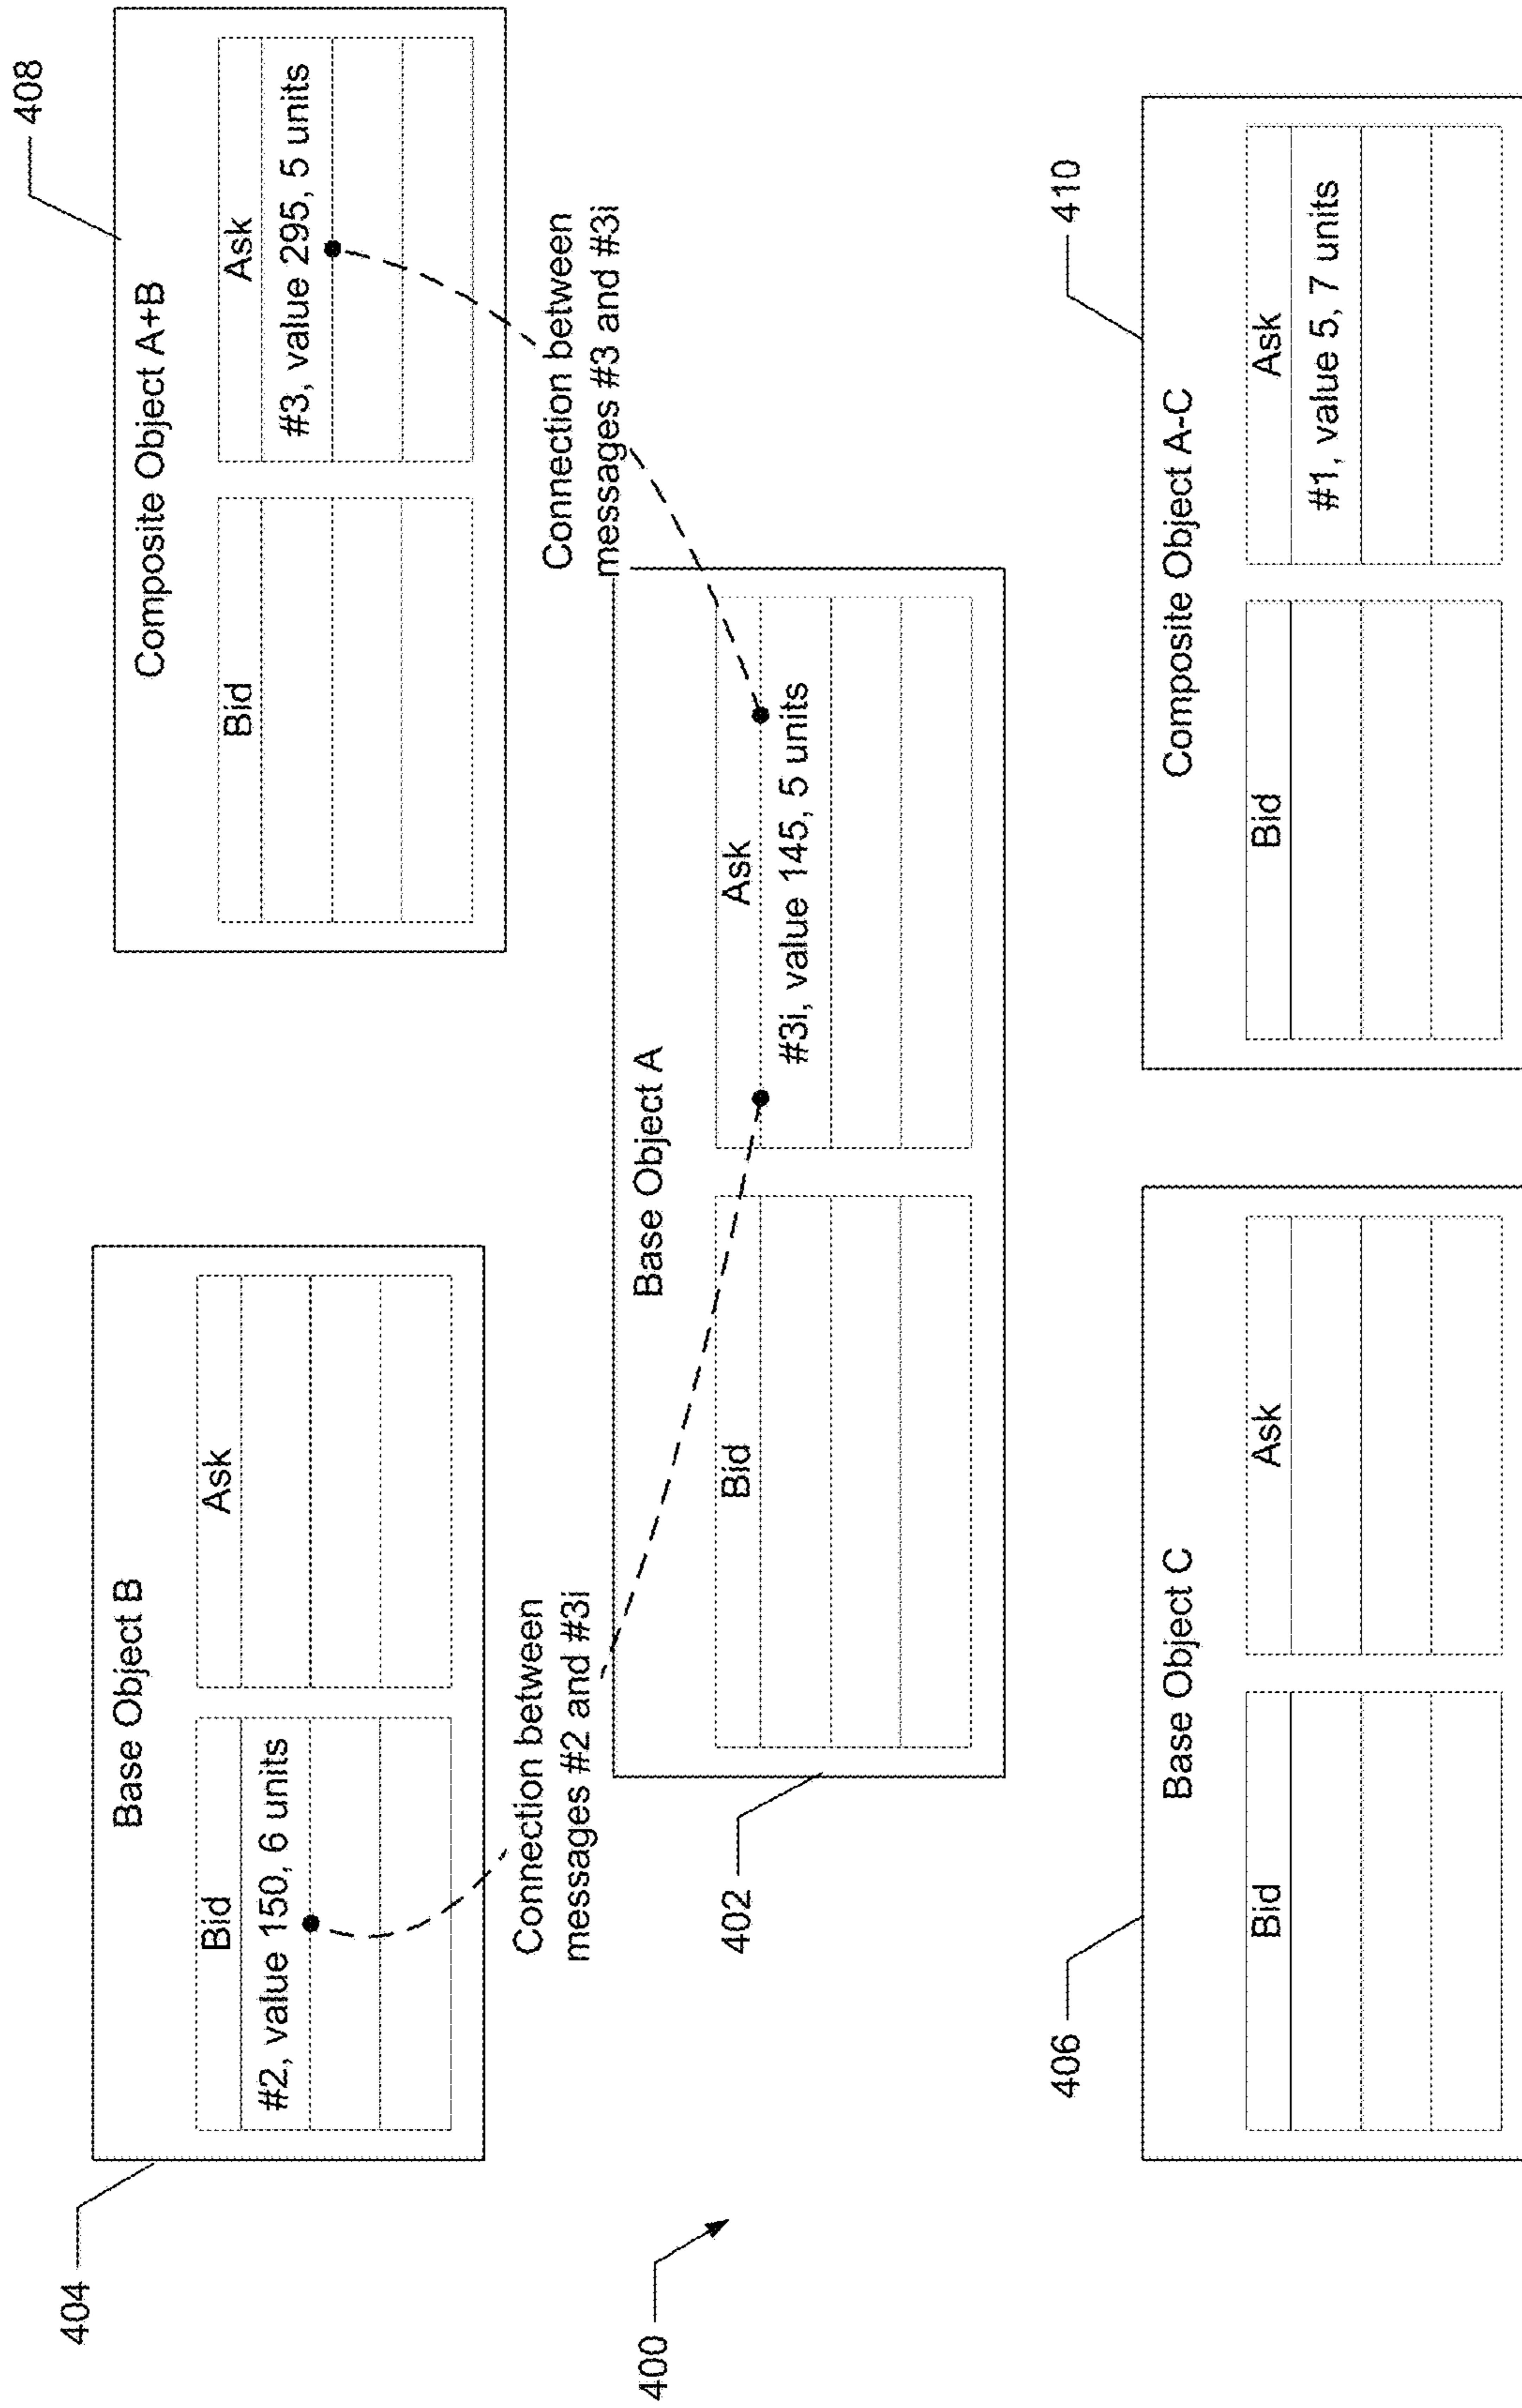 404
Base Object B
Bid
Ask
#2, value 150, 6 units
408
Composite Object A+B
Bid
Ask
#3, value 295, 5 units
Connection between
messages #2 and #3i
Connection between
messages #3 and #3i
400
402
Base Object A
Bid
Ask
#3i, value 145, 5 units
406
Base Object C
Bid
Ask
410
Composite Object A-C
Bid
Ask
#1, value 5, 7 units